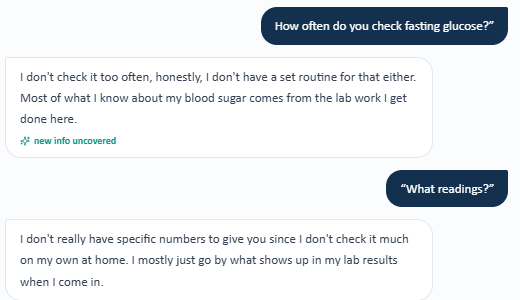 How often do you check fasting glucose?”
I don't check it too often, honestly, I don't have a set routine for that either.
Most of what I know about my blood sugar comes from the lab work I get
done here.
new info uncovered
“What readings?”
I don't really have specific numbers to give you since I don't check it much
on my own at home. I mostly just go by what shows up in my lab results
when I come in.